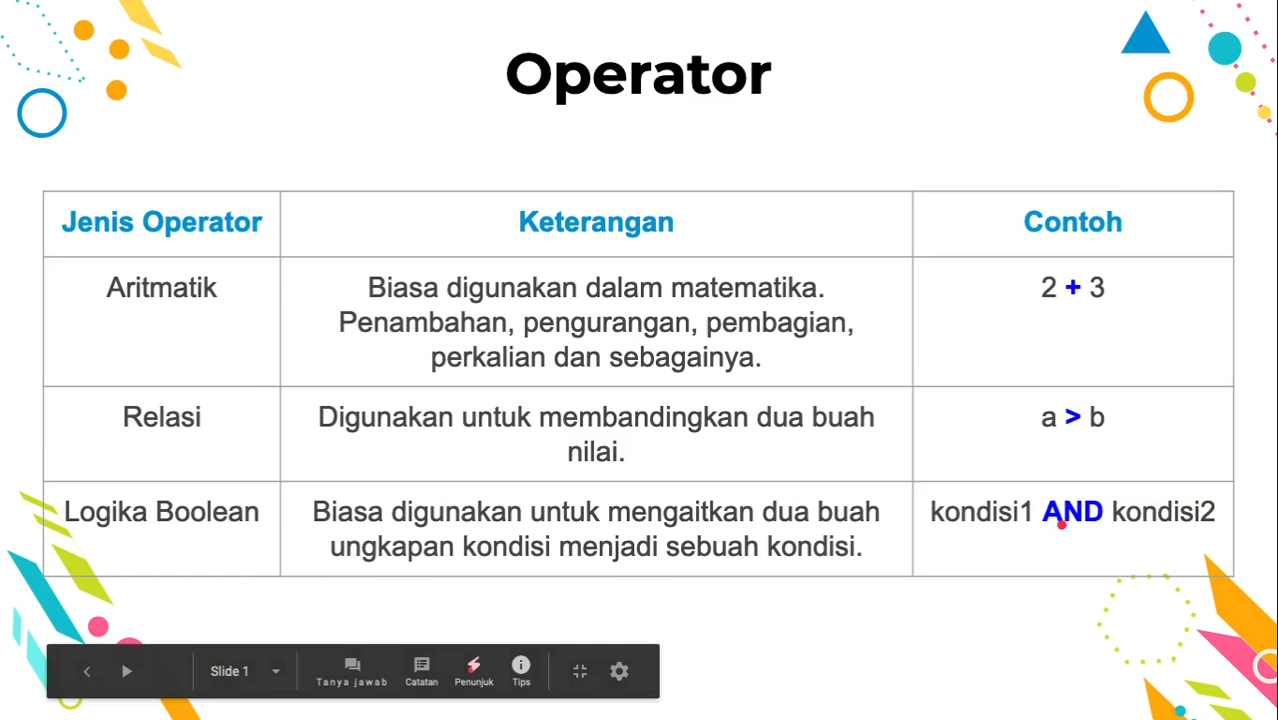 Operator
Jenis Operator
Keterangan
Contoh
Aritmatik
Biasa digunakan dalam matematika.
Penambahan, pengurangan, pembagian,
perkalian dan sebagainya.
2 + 3
Relasi
Digunakan untuk membandingkan dua buah
nilai.
a > b
Logika Boolean
Biasa digunakan untuk mengaitkan dua buah
ungkapan kondisi menjadi sebuah kondisi.
kondisi1 AND kondisi2
Slide 1
Tanya jawab
Catatan
Penunjuk
Tips